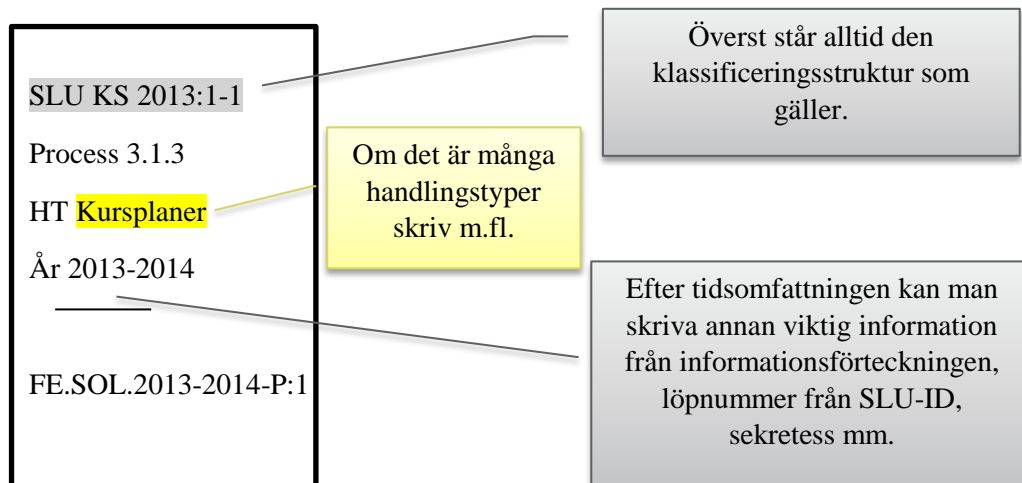 SLU KS 2013:1-1
Process 3.1.3
HT Kursplaner
År 2013-2014
FE.SOL.2013-2014-P:1
Överst står alltid den
klassificeringsstruktur som
gäller.
Om det är många
handlingstyper
skriv m.fl.
Efter tidsomfattningen kan man
skriva annan viktig information
från informationsförteckningen,
löpnummer från SLU-ID,
sekretess mm.